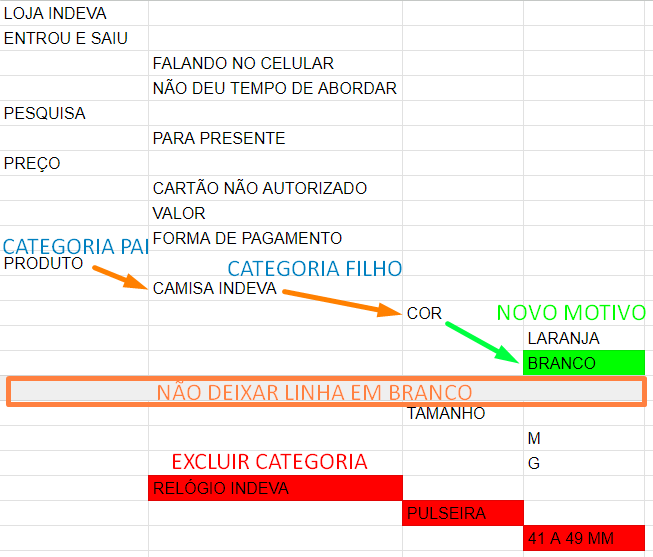 LOJA INDEVA
ENTROU E SAIU
FALANDO NO CELULAR
NÃO DEU TEMPO DE ABORDAR
PESQUISA
PARA PRESENTE
PREÇO
CARTÃO NÃO AUTORIZADO
VALOR
FORMA DE PAGAMENTO
CATEGORIA PAI
PRODUTO
CATEGORIA FILHO
CAMISA INDEVA
COR
NOVO MOTIVO
LARANJA
BRANCO
NÃO DEIXAR LINHA EM BRANCO
TAMANHO
M
G
EXCLUIR CATEGORIA
RELÓGIO INDEVA
PULSEIRA
41 A 49 MM